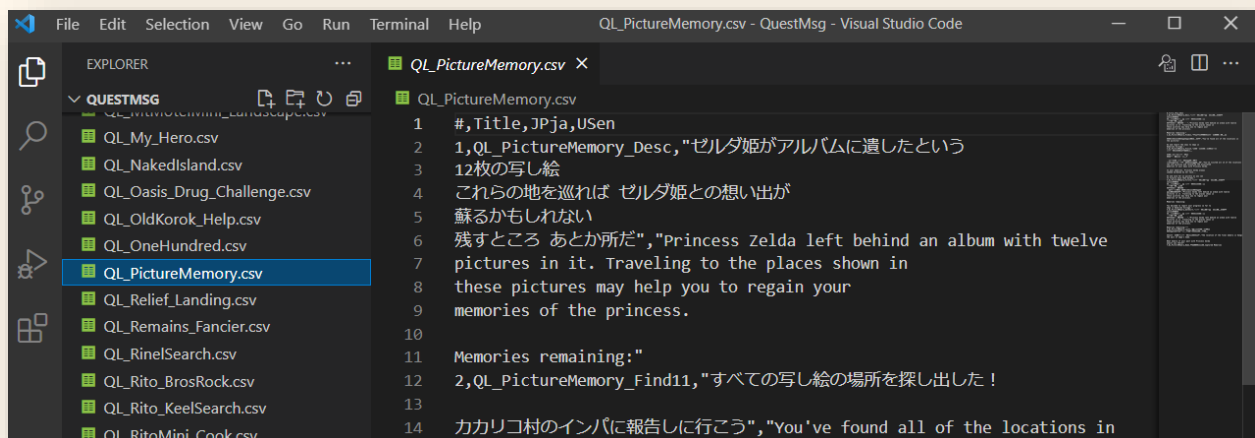 File Edit Selection View Go Run Terminal Help QL_PictureMemory.csv - QuestMsg - Visual Studio Code
EXPLORER
QUESTMSG
QL_My_Hero.csv
QL_NakedIsland.csv
QL_Oasis_Drug_Challenge.csv
QL_OldKorok_Help.csv
QL_OneHundred.csv
QL_PictureMemory.csv
QL_Relief_Landing.csv
QL_Remains_Fancier.csv
QL_RinelSearch.csv
QL_Rito_BrosRock.csv
QL_Rito_KeelSearch.csv
QL_RitoMini_Cook.csv
QL_PictureMemory.csv
QL_PictureMemory.csv
1 #,Title,JPja,USen
2 1,QL_PictureMemory_Desc,"ゼルダ姫がアルバムに遺したという
3 12枚の写し絵
4 これらの地を巡れば ゼルダ姫との想い出が
5 蘇るかもしれない
6 残すところ あとか所だ","Princess Zelda left behind an album with twelve
7 pictures in it. Traveling to the places shown in
8 these pictures may help you to regain your
9 memories of the princess.
10
11 Memories remaining:"
12 2,QL_PictureMemory_Find11,"すべての写し絵の場所を探し出した！
13
14 カカリコ村のインパに報告しに行こう","You've found all of the locations in